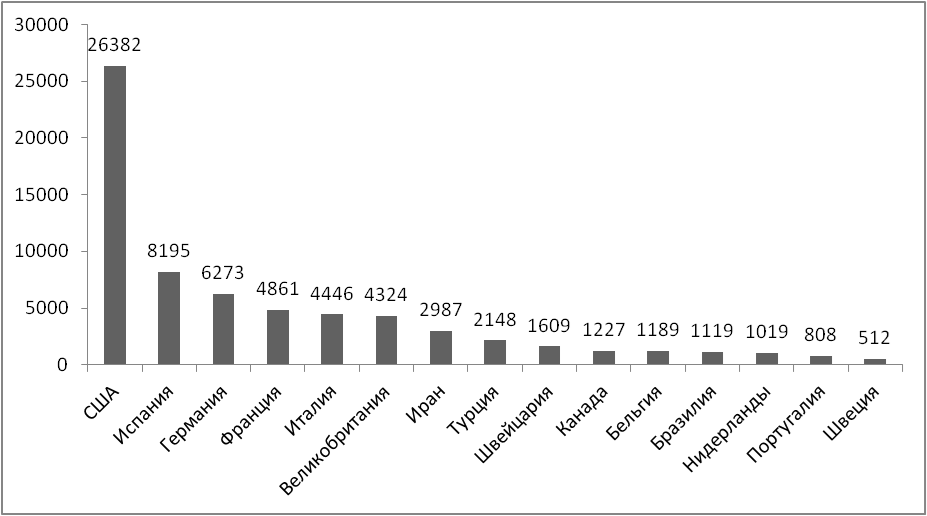 30000
25000
20000
15000
10000
5000
0
26382
8195
6273
4861
4446
4324
2987
2148
1609
1227
1189
1119
1019
808
512
США
Испания
Германия
Франция
Италия
Великобритания
Иран
Турция
Швейцария
Канада
Бельгия
Бразилия
Нидерланды
Португалия
Швеция